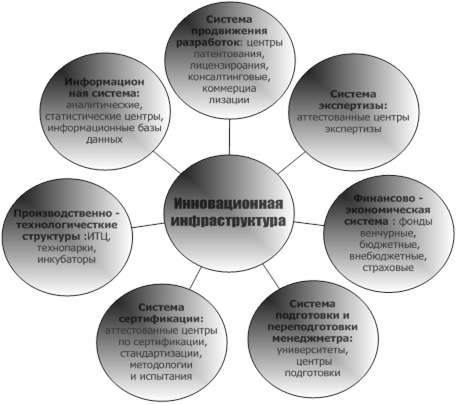 Система
продвижения
разработок: центры
патентования,
лицензироания,
консалтинговые,
коммерциа
лизации
Система
экспертизы:
аттестованные центры
экспертизы
Финансово -
экономическая
система : фонды
венчурные,
бюджетные,
внебюджетные,
страховые
Система
подготовки и
переподготовки
менеджметра:
университеты,
центры
подготовки
Система
сертификации:
аттестованные центры
по сертификации,
стандартизации,
методологии
и испытания
Производственно -
технологичестkие
структуры :ИТЦ,
технопарки,
инкубаторы
Информацион
ная система:
аналитические,
статистические центры,
информационные базы
данных
Инновационная
инфраструктура